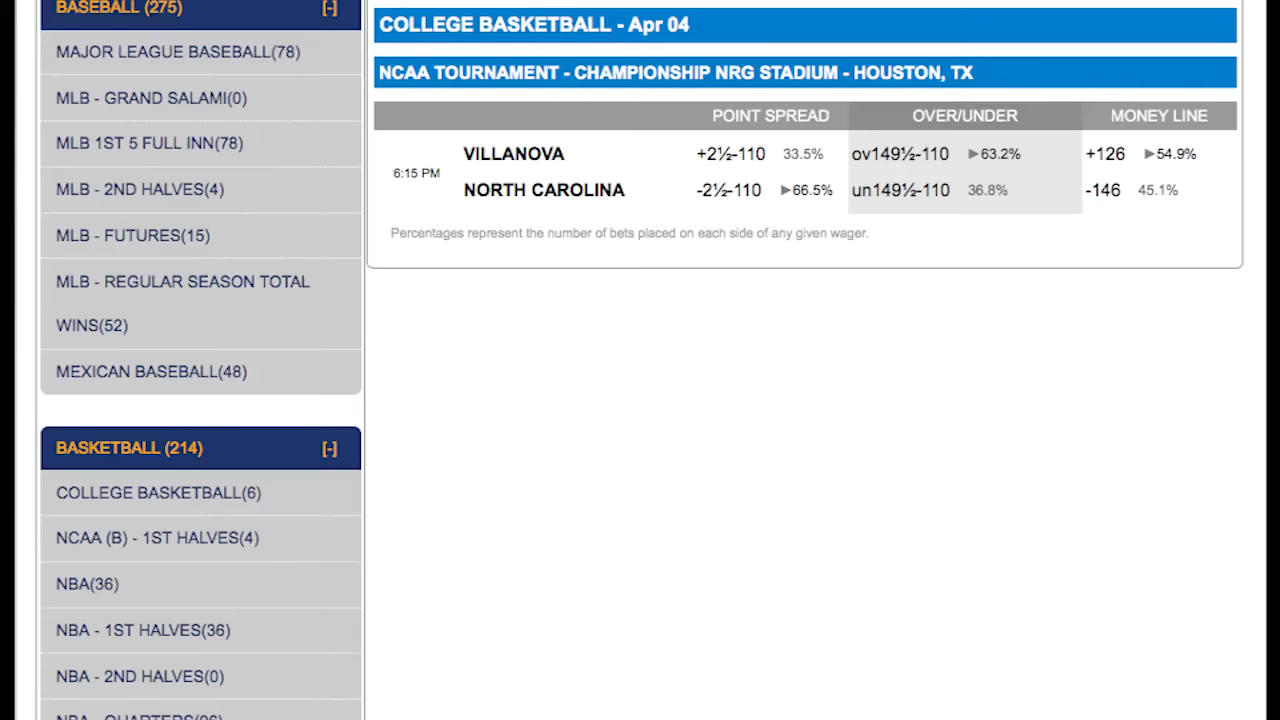 BASEBALL (275) [-]
MAJOR LEAGUE BASEBALL(78)
MLB - GRAND SALAMI(0)
MLB 1ST 5 FULL INN(78)
MLB - 2ND HALVES(4)
MLB - FUTURES(15)
MLB - REGULAR SEASON TOTAL
WINS(52)
MEXICAN BASEBALL(48)
BASKETBALL (214) [-]
COLLEGE BASKETBALL(6)
NCAA (B) - 1ST HALVES(4)
NBA(36)
NBA - 1ST HALVES(36)
NBA - 2ND HALVES(0)
COLLEGE BASKETBALL - Apr 04
NCAA TOURNAMENT - CHAMPIONSHIP NRG STADIUM - HOUSTON, TX
POINT SPREAD OVER/UNDER MONEY LINE
6:15 PM
VILLANOVA +2½-110 33.5% ov149½-110 ▶63.2% +126 ▶54.9%
NORTH CAROLINA -2½-110 ▶66.5% un149½-110 36.8% -146 45.1%
Percentages represent the number of bets placed on each side of any given wager.